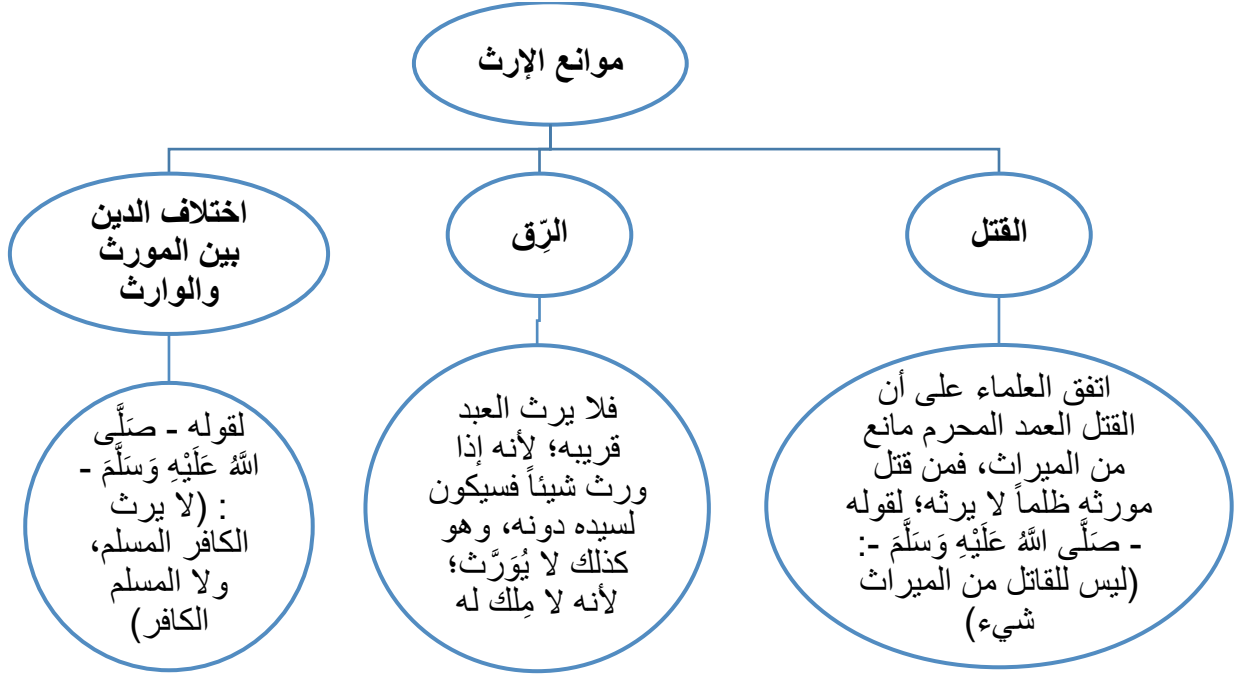 موانع الإرث
القتل
اتفق العلماء على أن
القتل العمد المحرم مانع
من الميراث، فمن قتل
مورثه ظلماً لا يرثه؛ لقوله
- صَلَّى اللَّهُ عَلَيْهِ وَسَلَّمَ -:
(ليس للقاتل من الميراث
شيء)
الرِّق
فلا يرث العبد
قريبه؛ لأنه إذا
ورث شيئاً فسيكون
لسيده دونه، وهو
كذلك لا يُوَرَّث؛
لأنه لا مِلك له
اختلاف الدين
بين المورث
والوارث
لقوله - صَلَّى
اللَّهُ عَلَيْهِ وَسَلَّمَ -
: (لا يرث
الكافر المسلم،
ولا المسلم
الكافر)